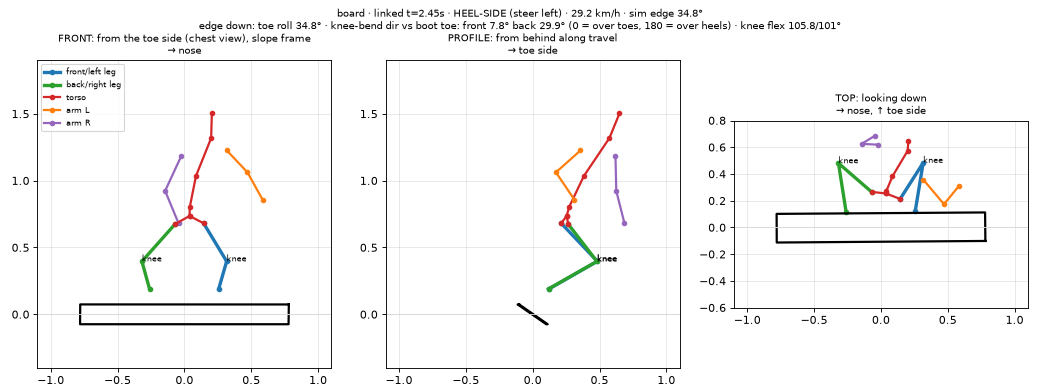 board · linked t=2.45s · HEEL-SIDE (steer left) · 29.2 km/h · sim edge 34.8°
edge down: toe roll 34.8° · knee-bend dir vs boot toe: front 7.8° back 29.9° (0 = over toes, 180 = over heels) · knee flex 105.8/101°
FRONT: from the toe side (chest view), slope frame
→ nose
front/left leg
back/right leg
torso
arm L
arm R
knee
knee
1.5
1.0
0.5
0.0
−1.0
−0.5
0.0
0.5
1.0
PROFILE: from behind along travel
→ toe side
knee
1.5
1.0
0.5
0.0
−1.0
−0.5
0.0
0.5
1.0
TOP: looking down
→ nose, ↑ toe side
knee
knee
0.8
0.6
0.4
0.2
0.0
−0.2
−0.4
−0.6
−1.0
−0.5
0.0
0.5
1.0